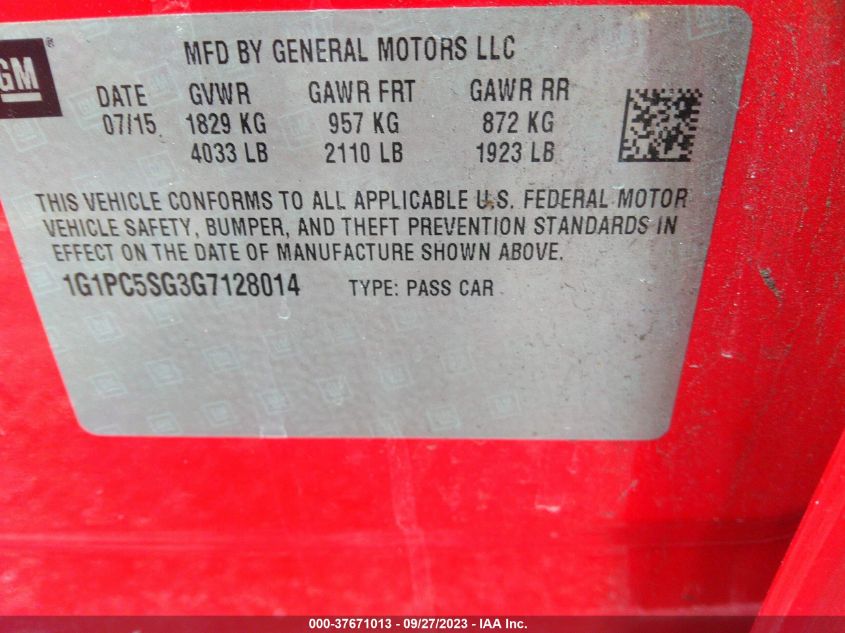 GM ®
MFD BY GENERAL MOTORS LLC
DATE GVWR GAWR FRT GAWR RR
07/15 1829 KG 957 KG 872 KG
4033 LB 2110 LB 1923 LB
THIS VEHICLE CONFORMS TO ALL APPLICABLE U.S. FEDERAL MOTOR
VEHICLE SAFETY, BUMPER, AND THEFT PREVENTION STANDARDS IN
EFFECT ON THE DATE OF MANUFACTURE SHOWN ABOVE.
1G1PC5SG3G7128014 TYPE: PASS CAR
000-37671013 - 09/27/2023 - IAA Inc.